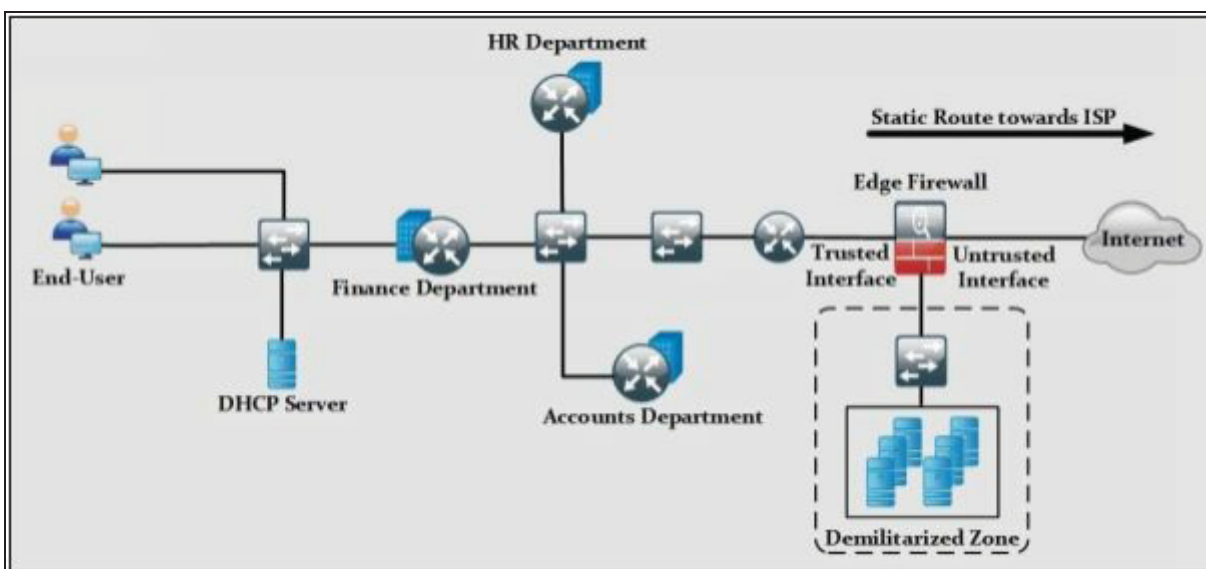 HR Department
Static Route towards ISP
Edge Firewall
End-User
Finance Department
Trusted
Interface
Untrusted
Interface
Internet
DHCP Server
Accounts Department
Demilitarized Zone